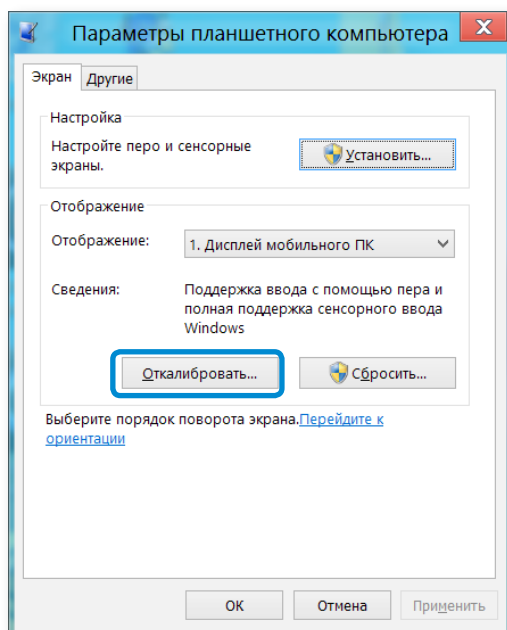 Параметры планшетного компьютера
Экран Другие
Настройка
Настройте перо и сенсорные
экраны.
Установить...
Отображение
Отображение: 1. Дисплей мобильного ПК
Сведения: Поддержка ввода с помощью пера и
полная поддержка сенсорного ввода
Windows
Откалибровать... Сбросить...
Выберите порядок поворота экрана.Перейдите к
ориентации
ОК Отмена Применить